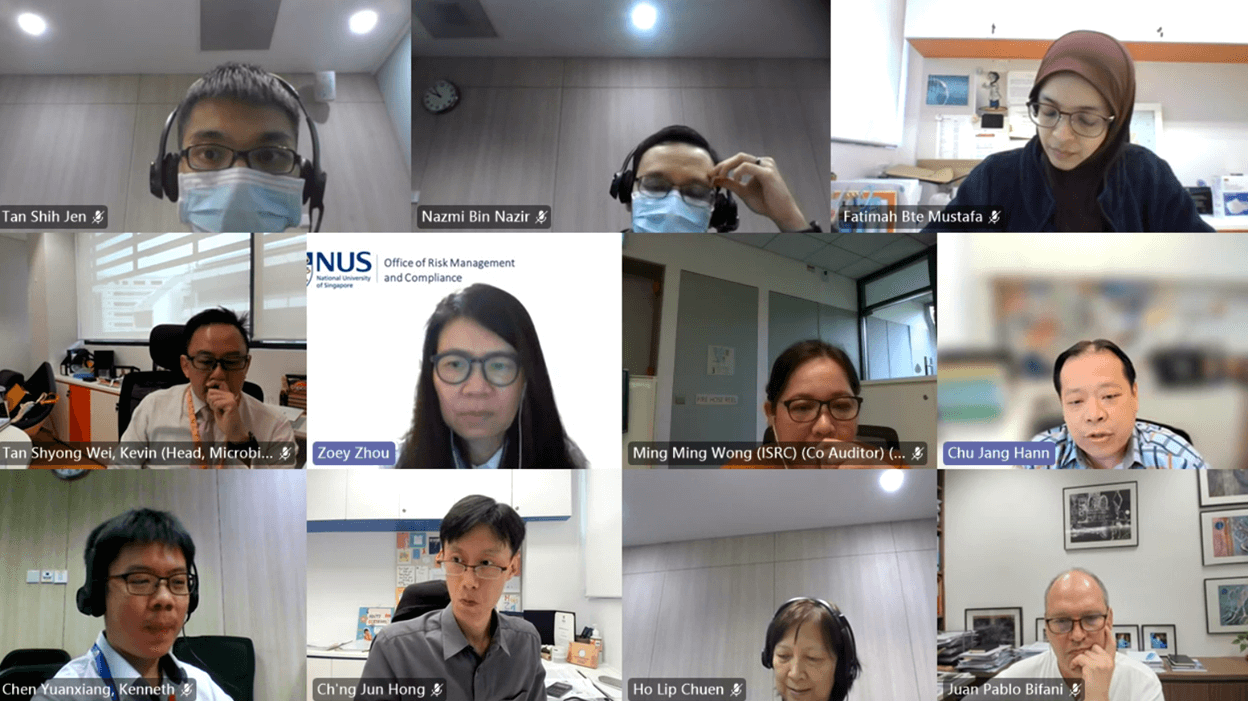 Tan Shih Jen
Nazmi Bin Nazir
Fatimah Bte Mustafa
Tan Shyong Wei, Kevin (Head, Microbi...
NUS
National University
of Singapore
Office of Risk Management
and Compliance
Zoey Zhou
Ming Ming Wong (ISRC) (Co Auditor) (...
Chu Jang Hann
Chen Yuanxiang, Kenneth
Ch'ng Jun Hong
Ho Lip Chuen
Juan Pablo Bifani